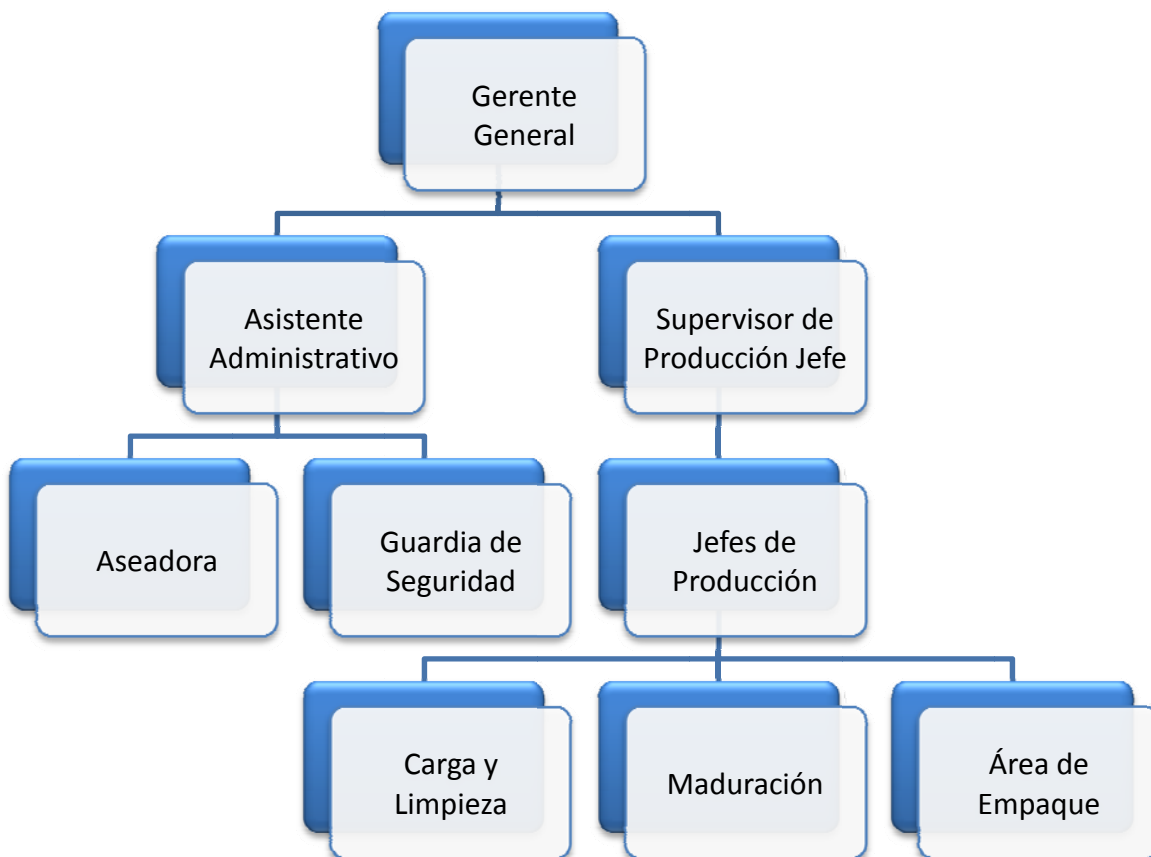 Gerente
General
Asistente
Administrativo
Supervisor de
Producción Jefe
Aseadora
Guardia de
Seguridad
Jefes de
Producción
Carga y
Limpieza
Maduración
Área de
Empaque